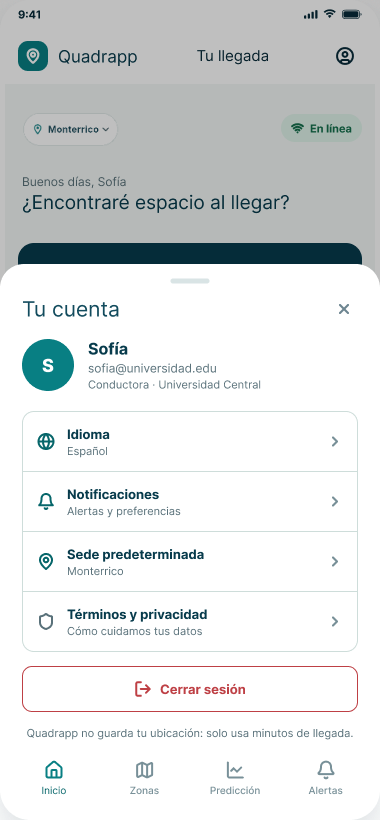 9:41
Quadrapp
Tu llegada
Monterrico
En línea
Buenos días, Sofía
¿Encontraré espacio al llegar?
Tu cuenta
S
Sofía
sofia@universidad.edu
Conductora · Universidad Central
Idioma
Español
Notificaciones
Alertas y preferencias
Sede predeterminada
Monterrico
Términos y privacidad
Cómo cuidamos tus datos
Cerrar sesión
Quadrapp no guarda tu ubicación: solo usa minutos de llegada.
Inicio
Zonas
Predicción
Alertas